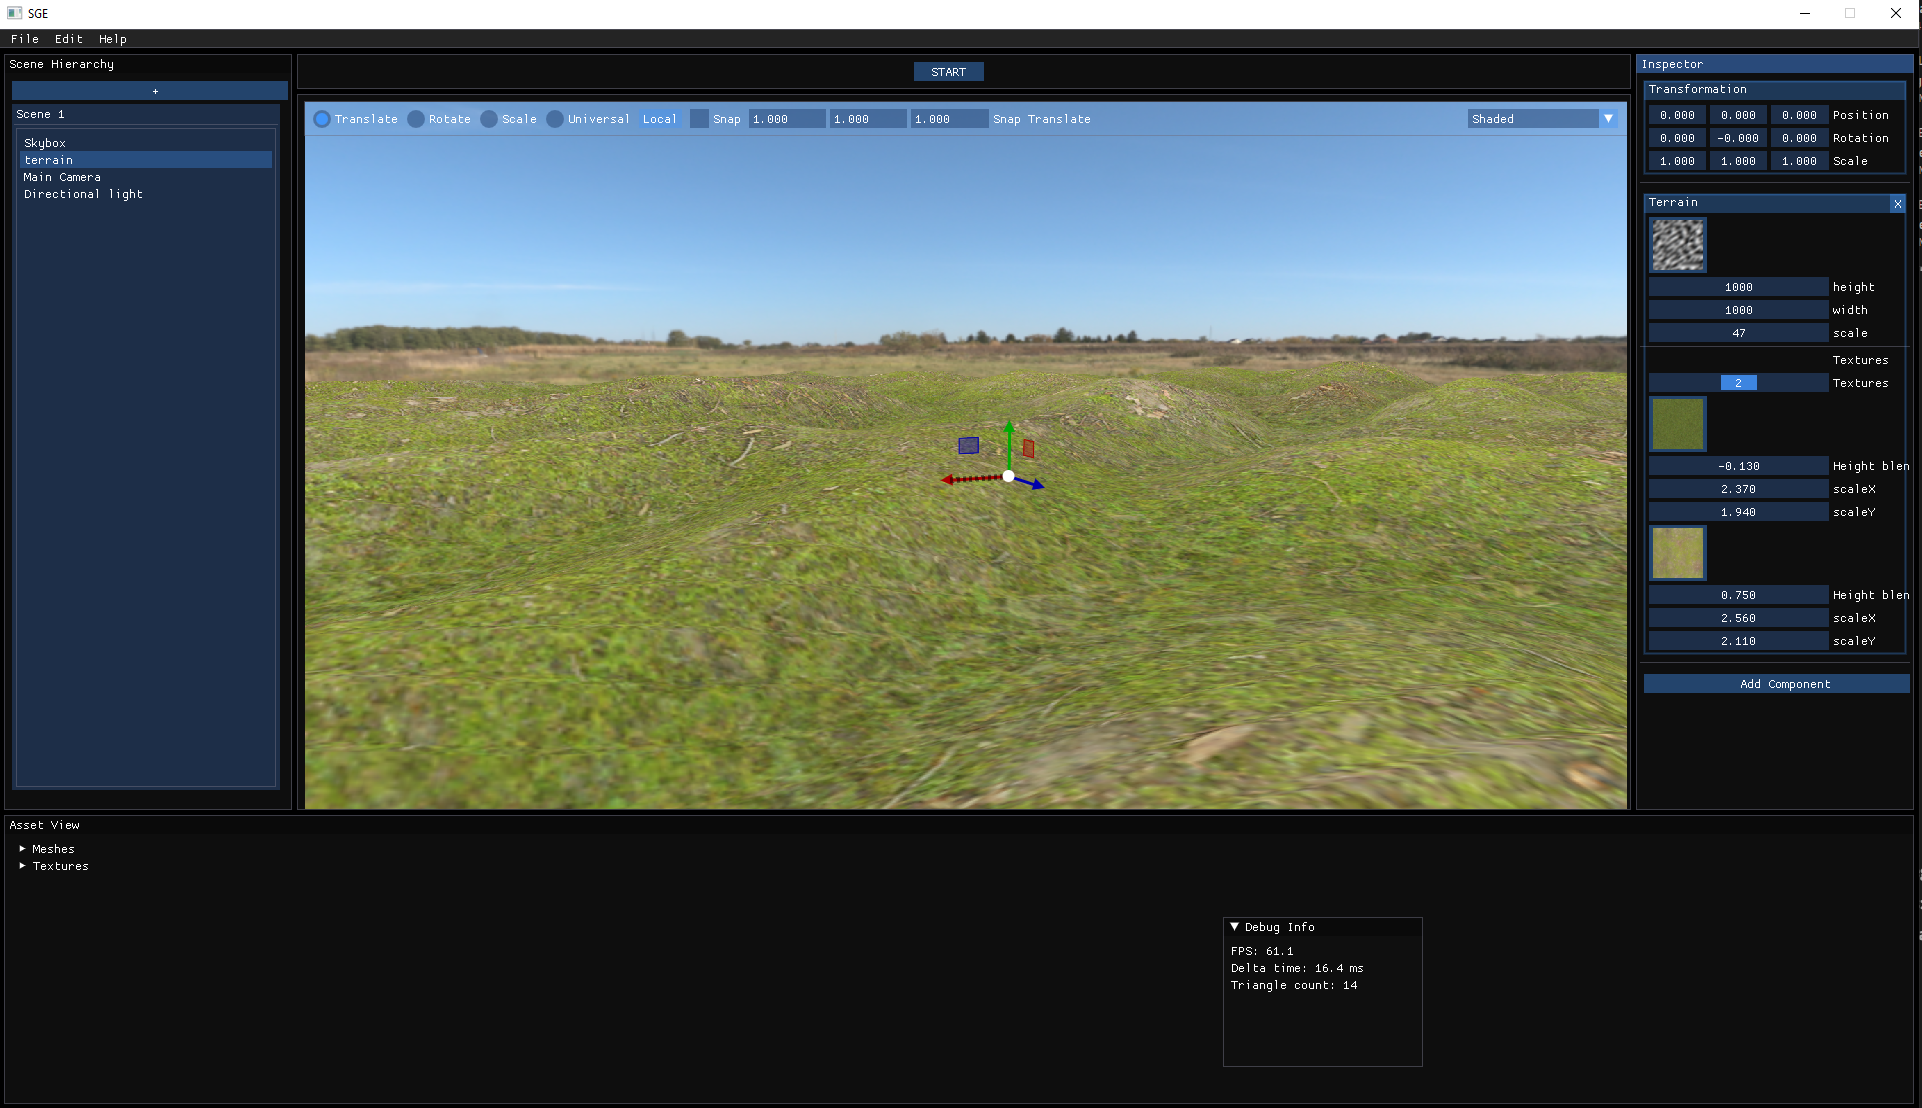 SGE
File Edit Help
Scene Hierarchy
+
Scene 1
Skybox
terrain
Main Camera
Directional light
START
Translate Rotate Scale Universal Local Snap 1.000 1.000 1.000 Snap Translate Shaded
Inspector
Transformation
0.000 0.000 0.000 Position
0.000 -0.000 0.000 Rotation
1.000 1.000 1.000 Scale
Terrain X
1000 height
1000 width
47 scale
Textures
2 Textures
-0.130 Height blen
2.370 scaleX
1.940 scaleY
0.750 Height blen
2.560 scaleX
2.110 scaleY
Add Component
Asset View
Meshes
Textures
Debug Info
FPS: 61.1
Delta time: 16.4 ms
Triangle count: 14